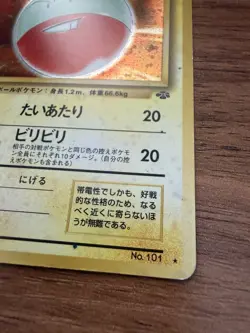 ールポケモン：身長1.2m、体重66.6kg
たいあたり 20
ビリビリ
相手の対戦ポケモンと同じ色の控えポケ
モン全員にそれぞれ10ダメージ。（自分の控
えポケモンも含まれる） 20
にげる
帯電性でしかも、好戦
的な性格のため、なる
べく近くに寄らないほ
うが無難である。
No. 101 ★